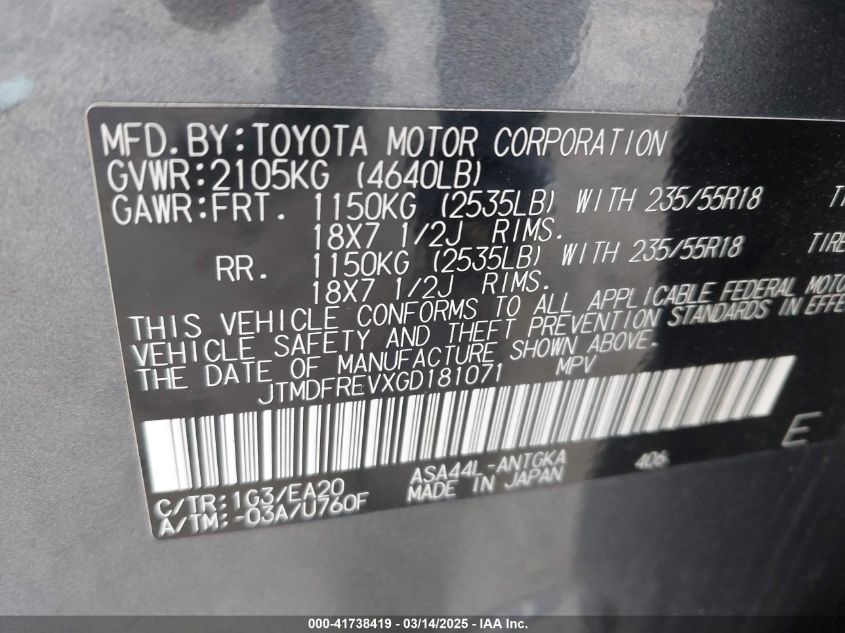 MFD.BY:TOYOTA MOTOR CORPORATION
GVWR:2105KG (4640LB)
GAWR:FRT. 1150KG (2535LB) WITH 235/55R18
18X7 1/2J RIMS.
RR. 1150KG (2535LB) WITH 235/55R18 TIRE
18X7 1/2J RIMS.
THIS VEHICLE CONFORMS TO ALL APPLICABLE FEDERAL MOTO
VEHICLE SAFETY AND THEFT PREVENTION STANDARDS IN EFFE
THE DATE OF MANUFACTURE SHOWN ABOVE.
JTMDFREVXGD181071 MPV
E
C/TR:1G3/EA20 ASA44L-ANTGKA 406
A/TM:-03A/U760F MADE IN JAPAN
000-41738419 - 03/14/2025 - IAA Inc.